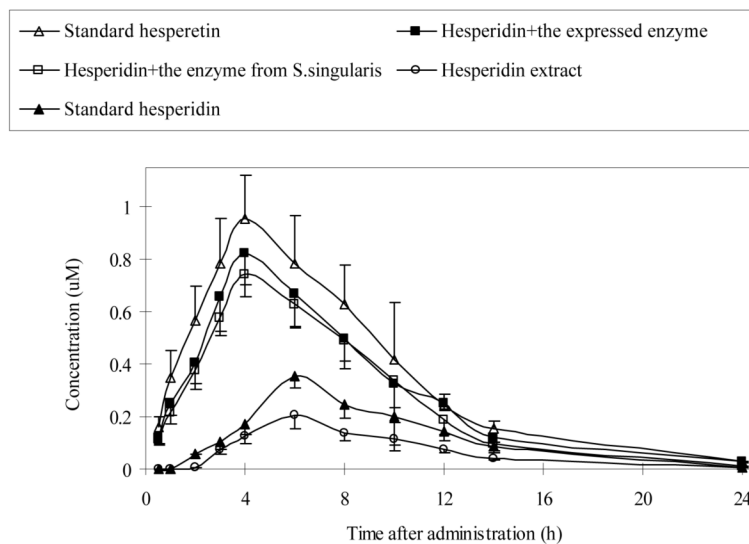 Standard hesperetin
Hesperidin+the expressed enzyme
Hesperidin+the enzyme from S.singularis
Hesperidin extract
Standard hesperidin
Concentration (uM)
1
0.8
0.6
0.4
0.2
0
0 4 8 12 16 20 24
Time after administration (h)